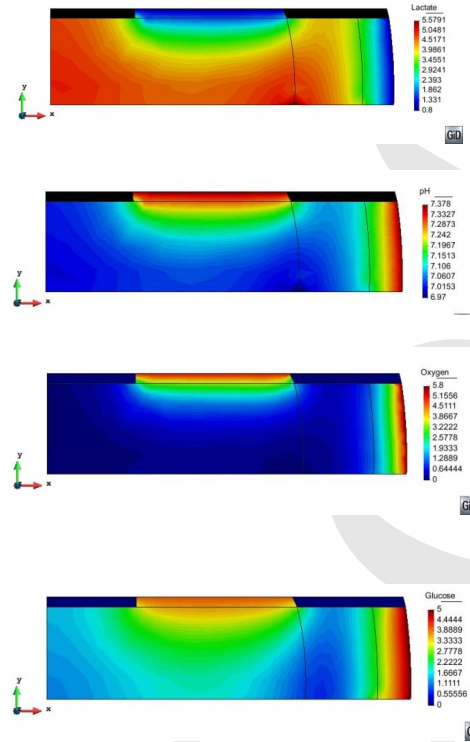 Lactate
5.5791
5.0481
4.5171
3.9861
3.4551
2.9241
2.393
1.862
1.331
0.8
y
x
GiD
pH
7.378
7.3327
7.2873
7.242
7.1967
7.1513
7.106
7.0607
7.0153
6.97
y
x
Oxygen
5.8
5.1556
4.5111
3.8667
3.2222
2.5778
1.9333
1.2889
0.64444
0
y
x
Gi
Glucose
5
4.4444
3.8889
3.3333
2.7778
2.2222
1.6667
1.1111
0.55556
0
y
x